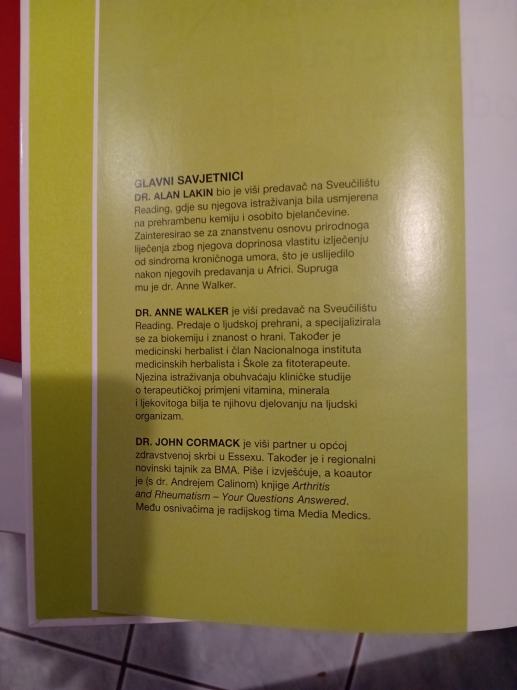 GLAVNI SAVJETNICI
DR. ALAN LAKIN bio je viši predavač na Sveučilištu
Reading, gdje su njegova istraživanja bila usmjerena
na prehrambenu kemiju i osobito bjelančevine.
Zainteresirao se za znanstvenu osnovu prirodnoga
liječenja zbog njegova doprinosa vlastitu izlječenju
od sindroma kroničnoga umora, što je uslijedilo
nakon njegovih predavanja u Africi. Supruga
mu je dr. Anne Walker.
DR. ANNE WALKER je viši predavač na Sveučilištu
Reading. Predaje o ljudskoj prehrani, a specijalizirala
se za biokemiju i znanost o hrani. Također je
medicinski herbalist i član Nacionalnoga instituta
medicinskih herbalista i Škole za fitoterapeute.
Njezina istraživanja obuhvaćaju kliničke studije
o terapeutičkoj primjeni vitamina, minerala
i ljekovitoga bilja te njihovu djelovanju na ljudski
organizam.
DR. JOHN CORMACK je viši partner u općoj
zdravstvenoj skrbi u Essexu. Također je i regionalni
novinski tajnik za BMA. Piše i izvješćuje, a koautor
je (s dr. Andrejem Calinom) knjige Arthritis
and Rheumatism – Your Questions Answered.
Među osnivačima je radijskog tima Media Medics.